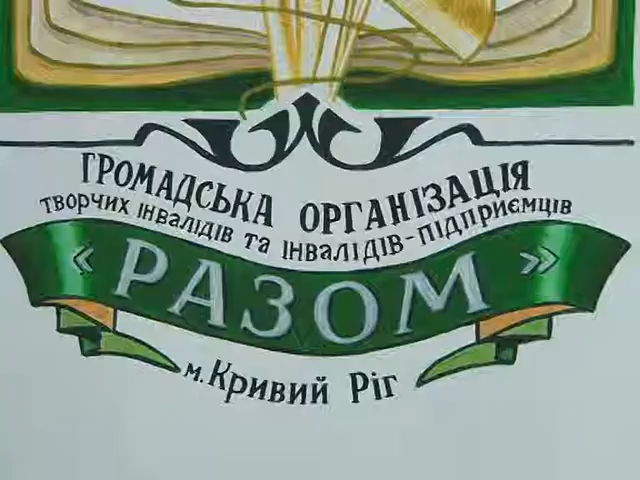 ГРОМАДСЬКА ОРГАНІЗАЦІЯ
ТВОРЧИХ ІНВАЛІДІВ ТА ІНВАЛІДІВ-ПІДПРИЄМЦІВ
«РАЗОМ»
м. Кривий Ріг